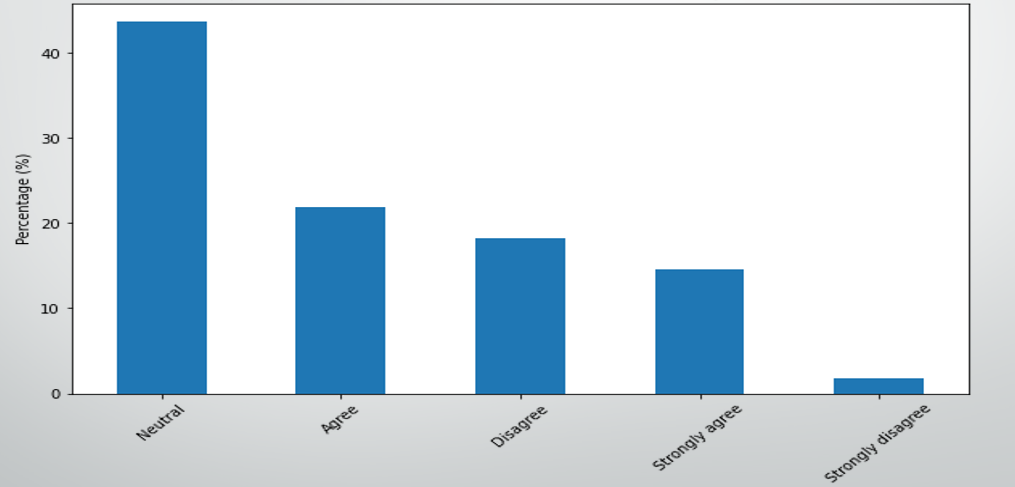 Percentage (%)
40
30
20
10
0
Neutral
Agree
Disagree
Strongly agree
Strongly disagree